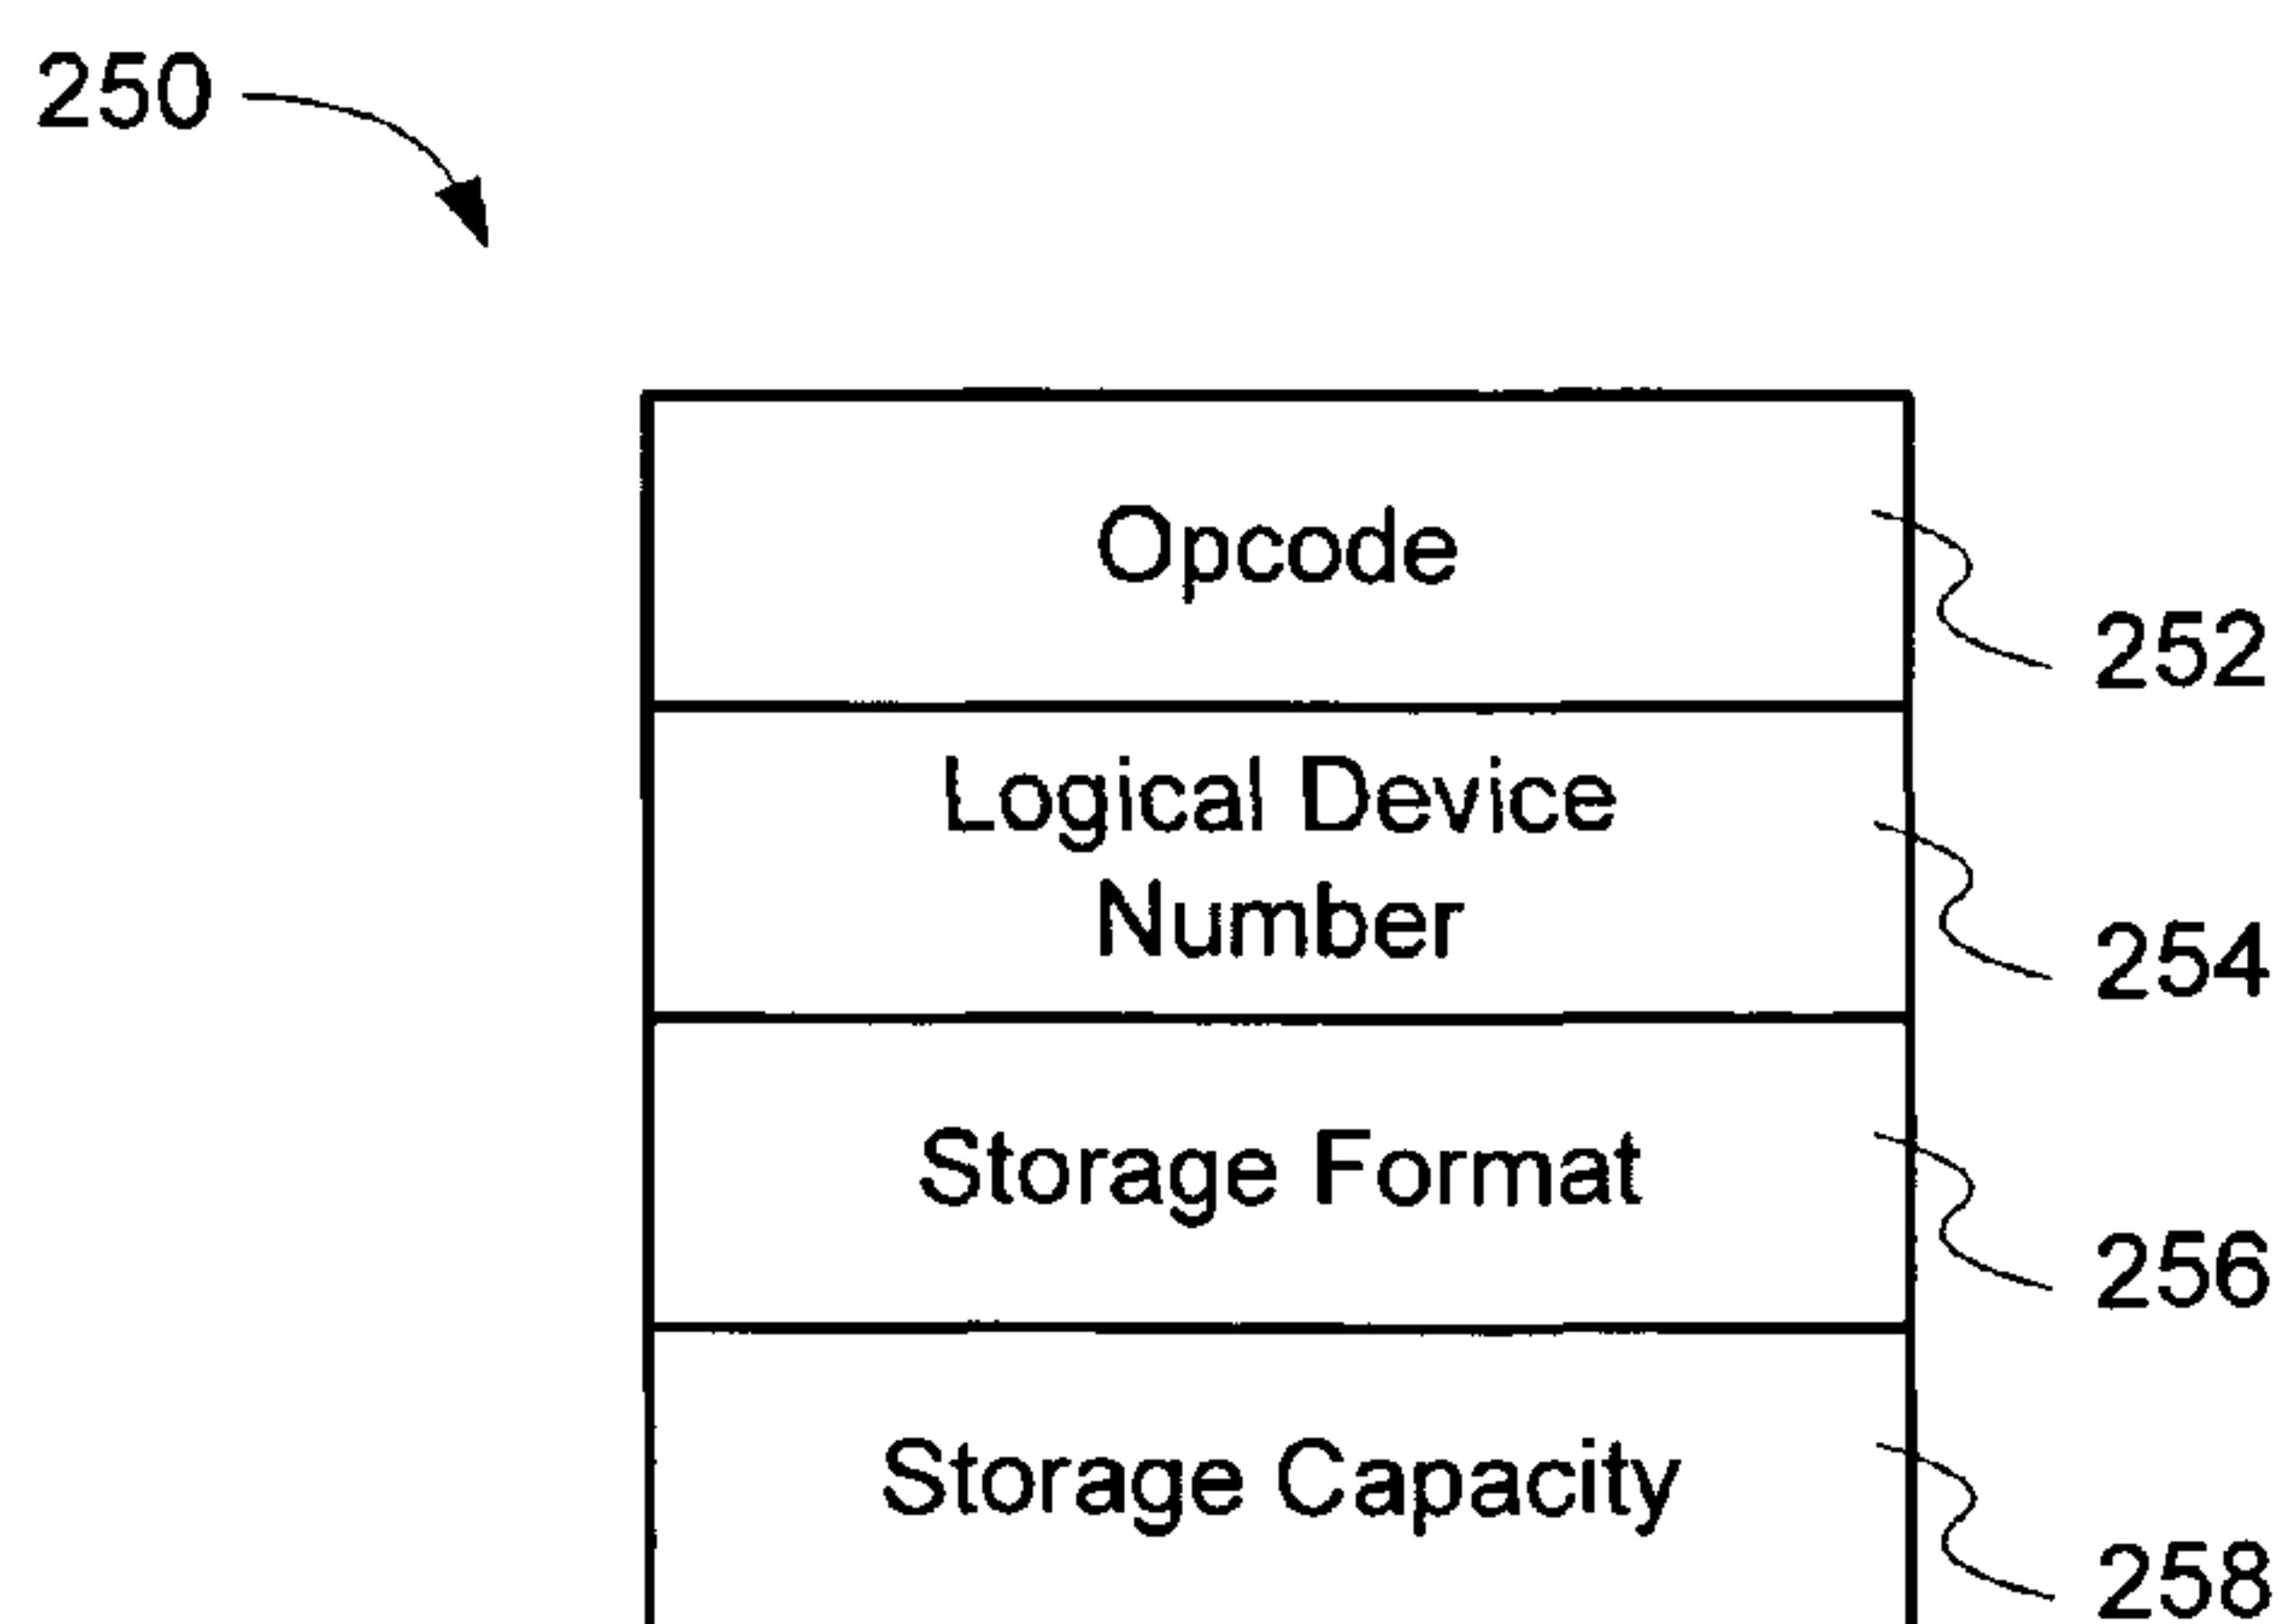 250
Opcode
252
Logical Device
Number
254
Storage Format
256
Storage Capacity
258